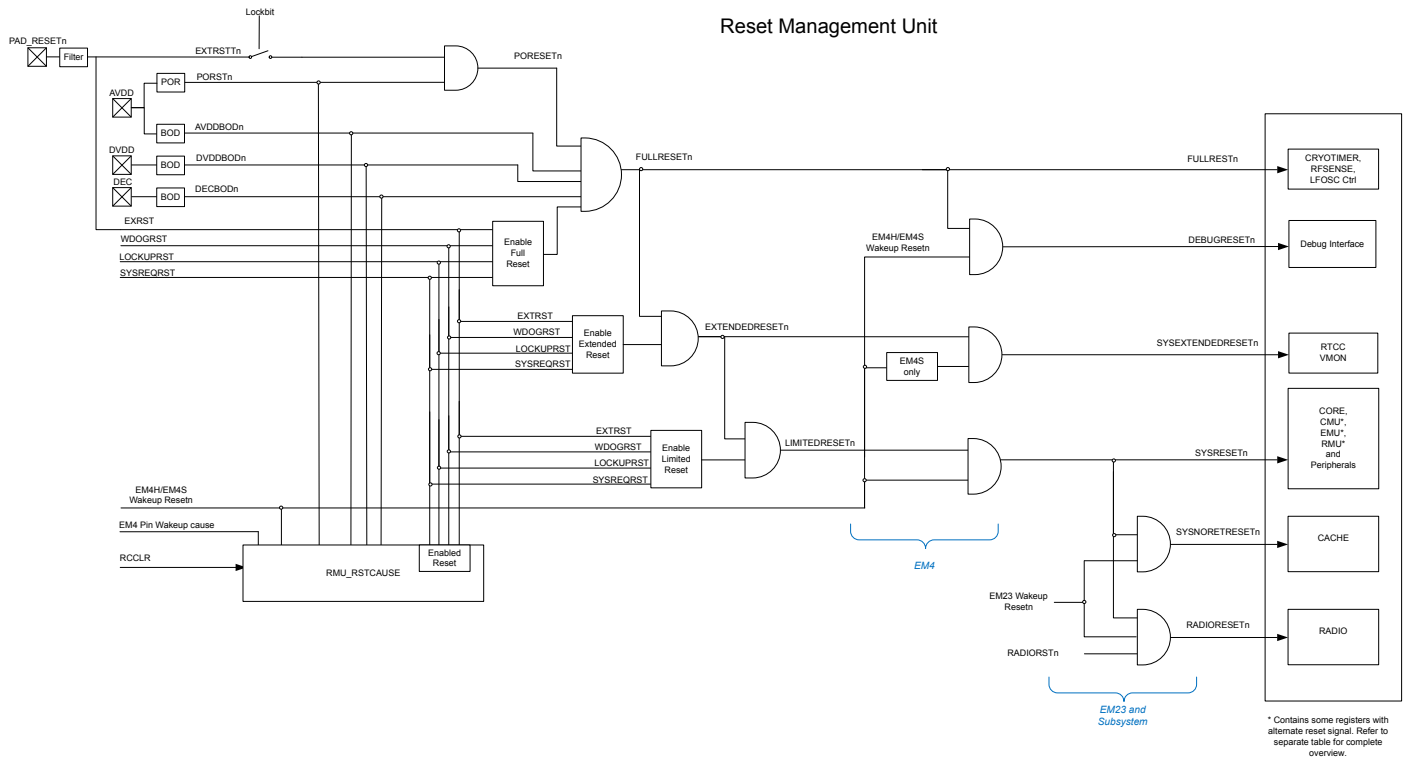 Reset Management Unit
Lockbit
PAD_RESETn
Filter
EXTRSTTn
PORESETn
AVDD
POR
PORSTn
BOD
AVDDBODn
DVDD
BOD
DVDDBODn
DEC
BOD
DECBODn
FULLRESETn
FULLRESTn
CRYOTIMER,
RFSENSE,
LFOSC Ctrl
EXRST
WDOGRST
LOCKUPRST
SYSREQRST
Enable
Full
Reset
EM4H/EM4S
Wakeup Resetn
DEBUGRESETn
Debug Interface
EXTRST
WDOGRST
LOCKUPRST
SYSREQRST
Enable
Extended
Reset
EXTENDEDRESETn
EM4S
only
SYSEXTENDEDRESETn
RTCC
VMON
EXTRST
WDOGRST
LOCKUPRST
SYSREQRST
Enable
Limited
Reset
LIMITEDRESETn
SYSRESETn
CORE,
CMU*,
EMU*,
RMU*
and
Peripherals
EM4H/EM4S
Wakeup Resetn
EM4 Pin Wakeup cause
RCCLR
RMU_RSTCAUSE
Enabled
Reset
EM4
SYSNORETRESETn
CACHE
EM23 Wakeup
Resetn
RADIORSTn
RADIORESETn
RADIO
EM23 and
Subsystem
* Contains some registers with
alternate reset signal. Refer to
separate table for complete
overview.